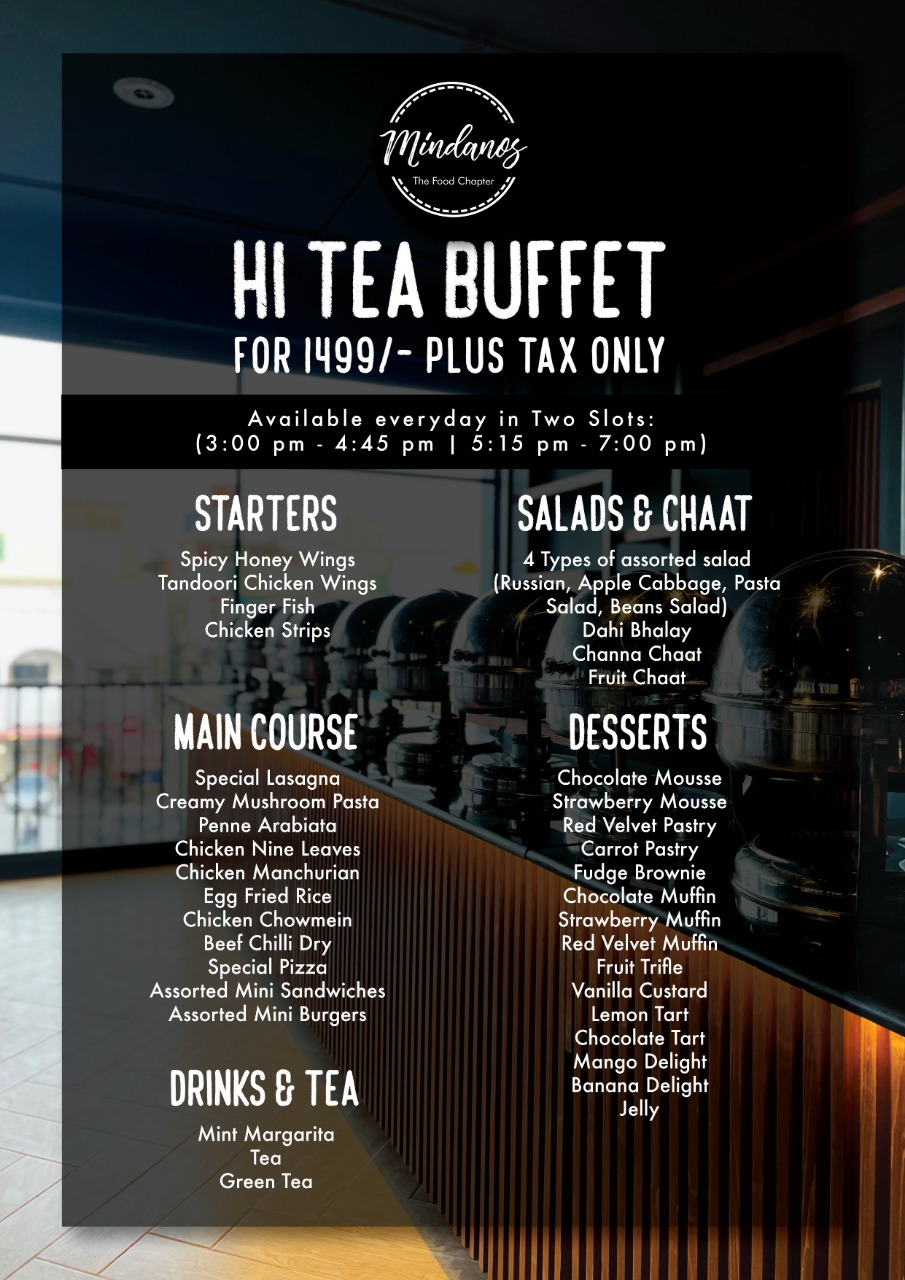 Mindanos
The Food Chapter
HI TEA BUFFET
FOR 1499/- PLUS TAX ONLY
Available everyday in Two Slots:
(3:00 pm - 4:45 pm | 5:15 pm - 7:00 pm)
STARTERS
Spicy Honey Wings
Tandoori Chicken Wings
Finger Fish
Chicken Strips
SALADS & CHAAT
4 Types of assorted salad
(Russian, Apple Cabbage, Pasta
Salad, Beans Salad)
Dahi Bhalay
Channa Chaat
Fruit Chaat
MAIN COURSE
Special Lasagna
Creamy Mushroom Pasta
Penne Arabiata
Chicken Nine Leaves
Chicken Manchurian
Egg Fried Rice
Chicken Chowmein
Beef Chilli Dry
Special Pizza
Assorted Mini Sandwiches
Assorted Mini Burgers
DESSERTS
Chocolate Mousse
Strawberry Mousse
Red Velvet Pastry
Carrot Pastry
Fudge Brownie
Chocolate Muffin
Strawberry Muffin
Red Velvet Muffin
Fruit Trifle
Vanilla Custard
Lemon Tart
Chocolate Tart
Mango Delight
Banana Delight
Jelly
DRINKS & TEA
Mint Margarita
Tea
Green Tea